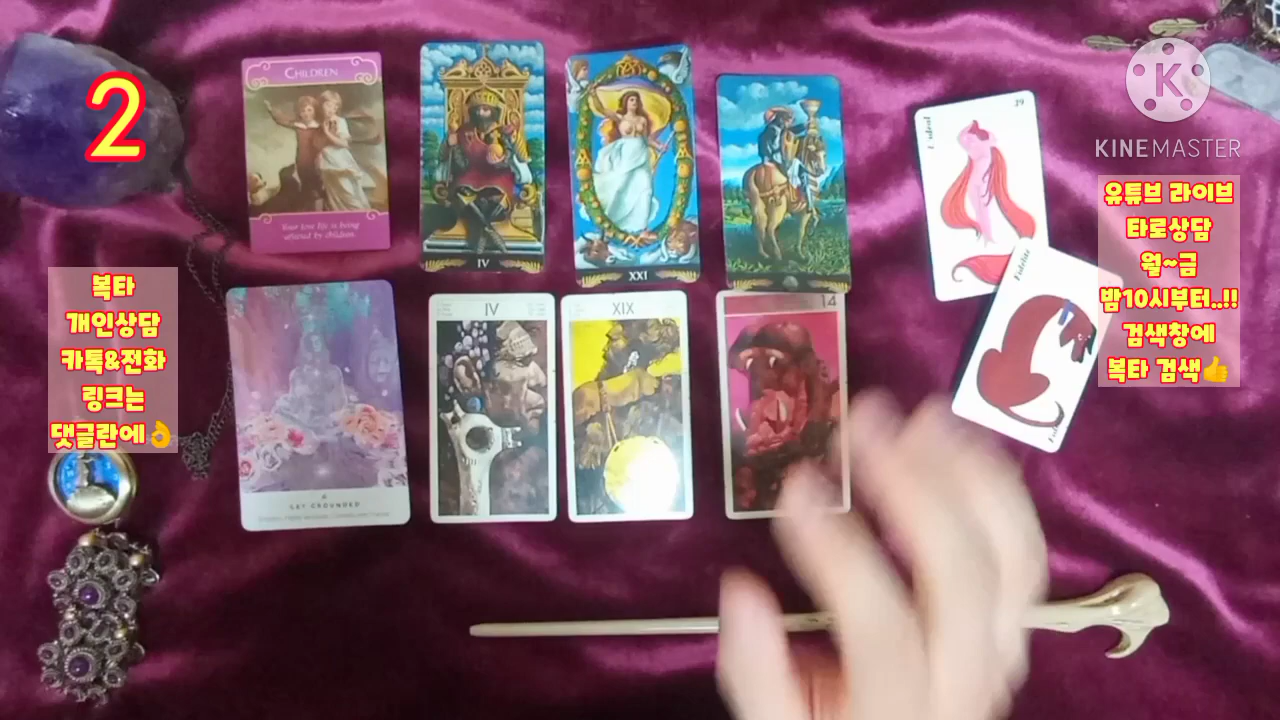 2
CHILDREN
Your love life is being
affected by children.
IV
XXI
39
Fidelité
KINEMASTER
유튜브 라이브
타로상담
월~금
밤10시부터..!!
검색창에
복타 검색👍
복타
개인상담
카톡&전화
링크는
댓글란에👌
IV
XIX
14
GET GROUNDED